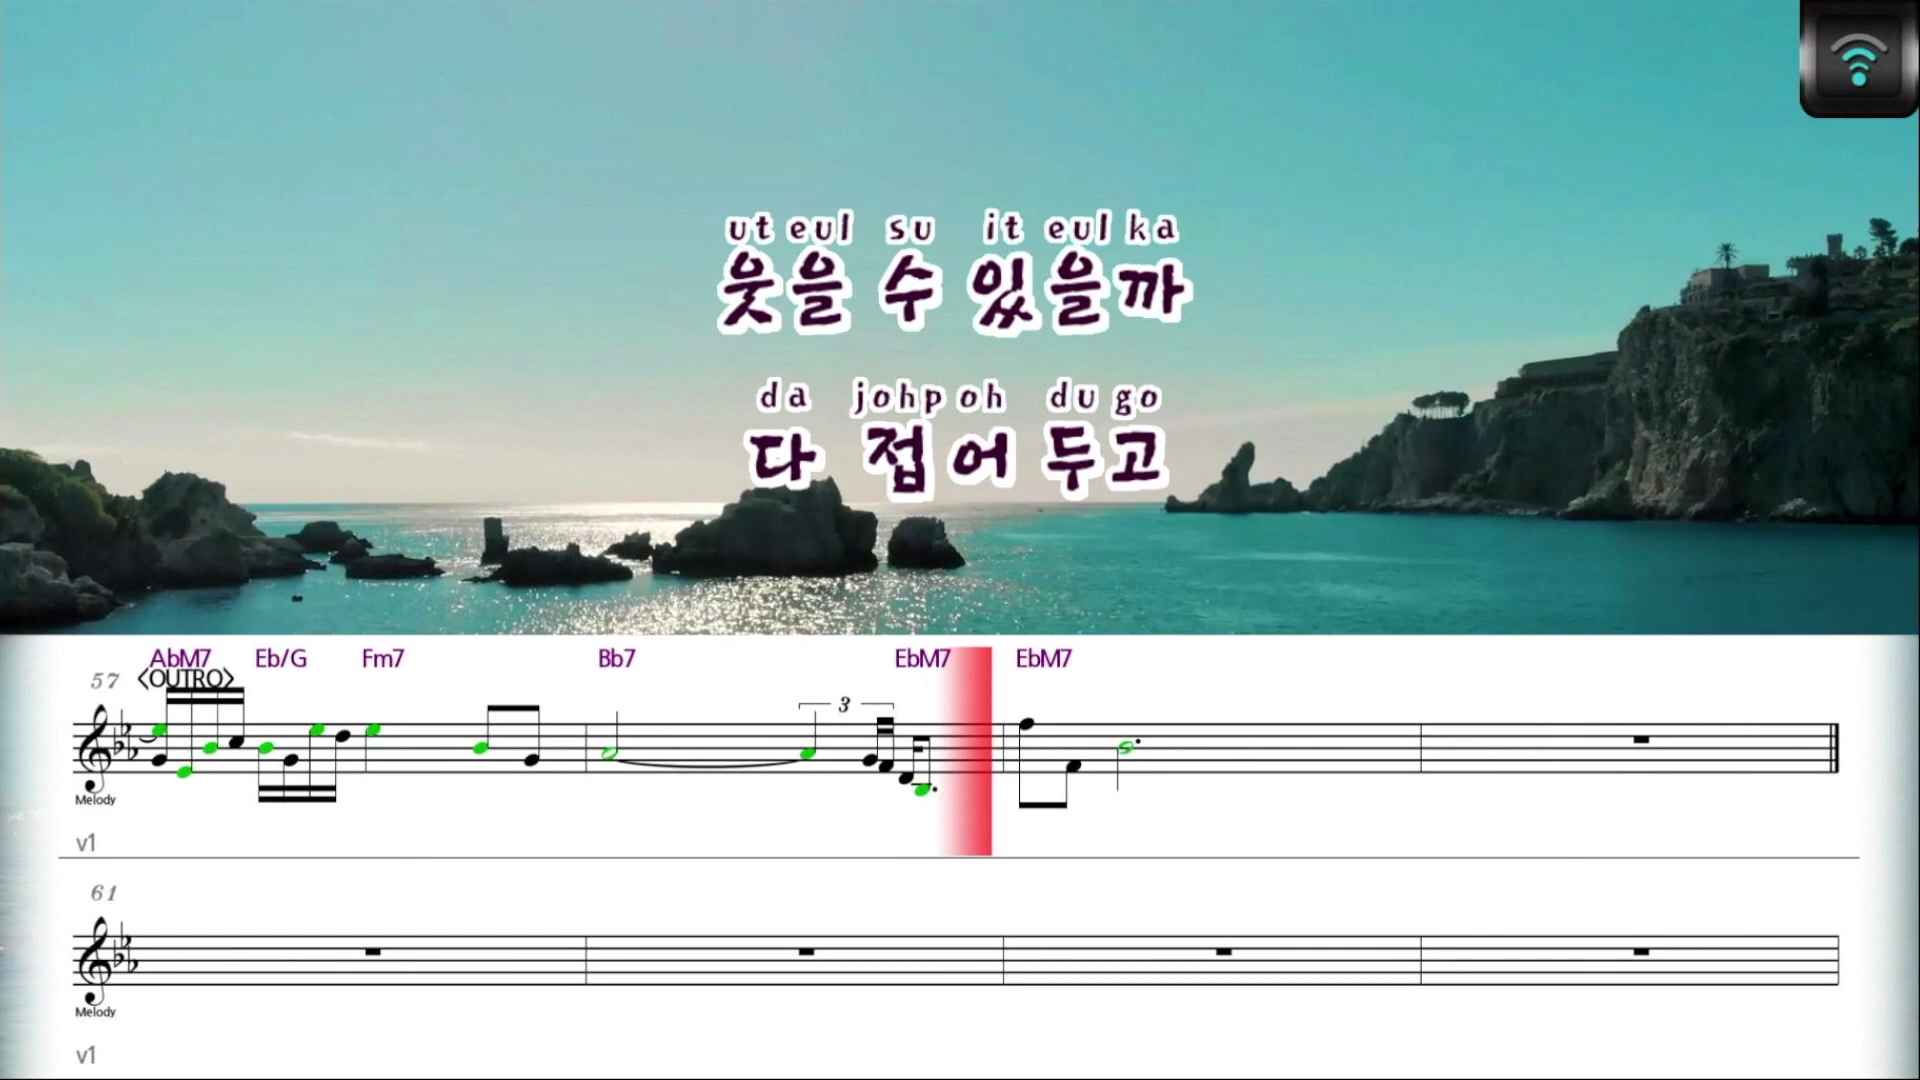 ut eul su it eul ka
웃을 수 있을까
da johp oh du go
다 접어 두고
AbM7 Eb/G Fm7 Bb7 EbM7 EbM7
57 <OUTRO>
3
Melody
v1
61
Melody
v1